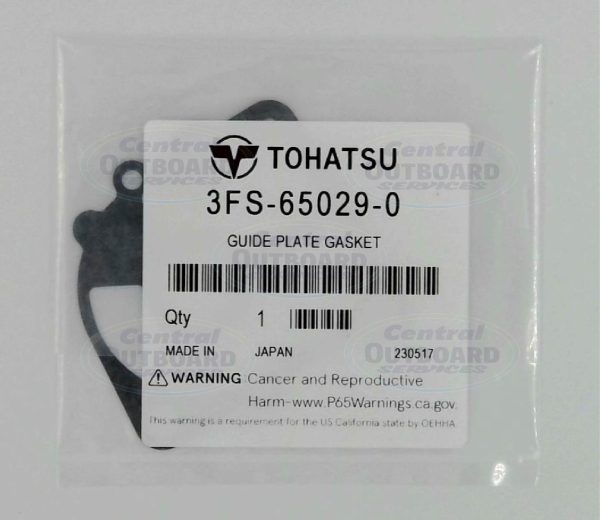 TOHATSU
3FS-65029-0
GUIDE PLATE GASKET
Qty 1
MADE IN JAPAN 230517
⚠ WARNING Cancer and Reproductive
Harm-www.P65Warnings.ca.gov.
This warning is a requirement for the US California state by OEHHA.
Central
OUTBOARD
SERVICES